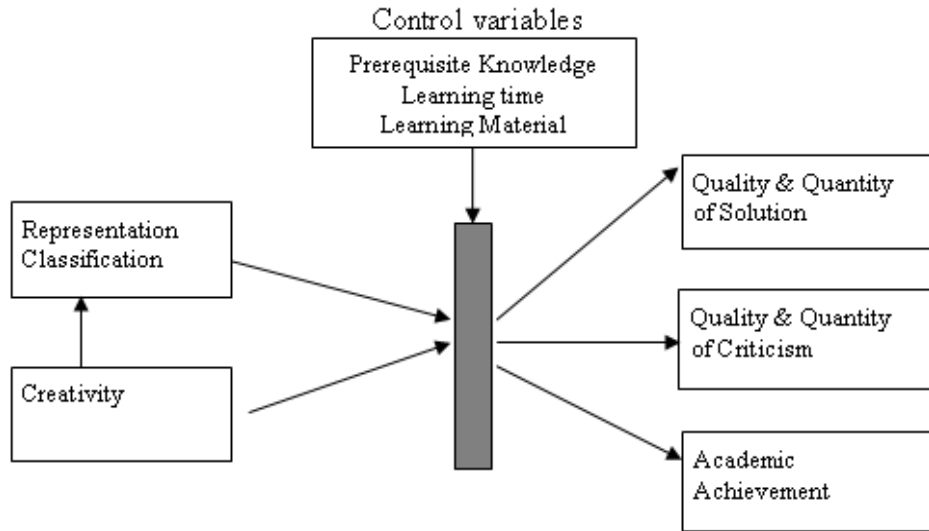 Control variables
Prerequisite Knowledge
Learning time
Learning Material
Representation
Classification
Creativity
Quality & Quantity
of Solution
Quality & Quantity
of Criticism
Academic
Achievement